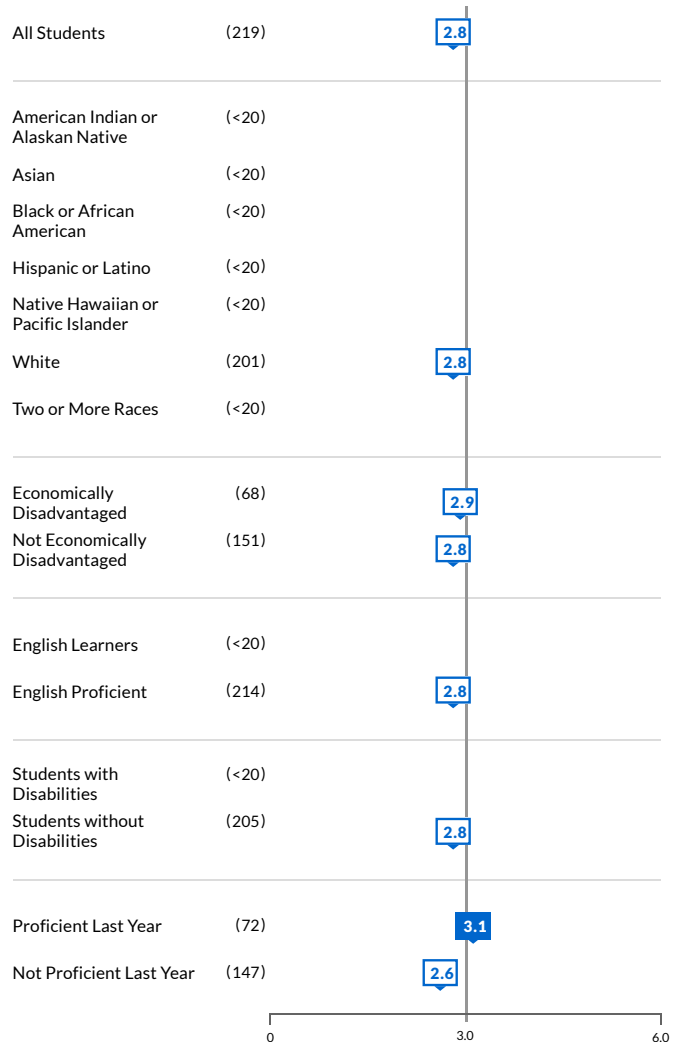 All Students (219) 2.8
American Indian or (<20)
Alaskan Native
Asian (<20)
Black or African (<20)
American
Hispanic or Latino (<20)
Native Hawaiian or (<20)
Pacific Islander
White (201) 2.8
Two or More Races (<20)
Economically (68) 2.9
Disadvantaged
Not Economically (151) 2.8
Disadvantaged
English Learners (<20)
English Proficient (214) 2.8
Students with (<20)
Disabilities
Students without (205) 2.8
Disabilities
Proficient Last Year (72) 3.1
Not Proficient Last Year (147) 2.6
0 3.0 6.0